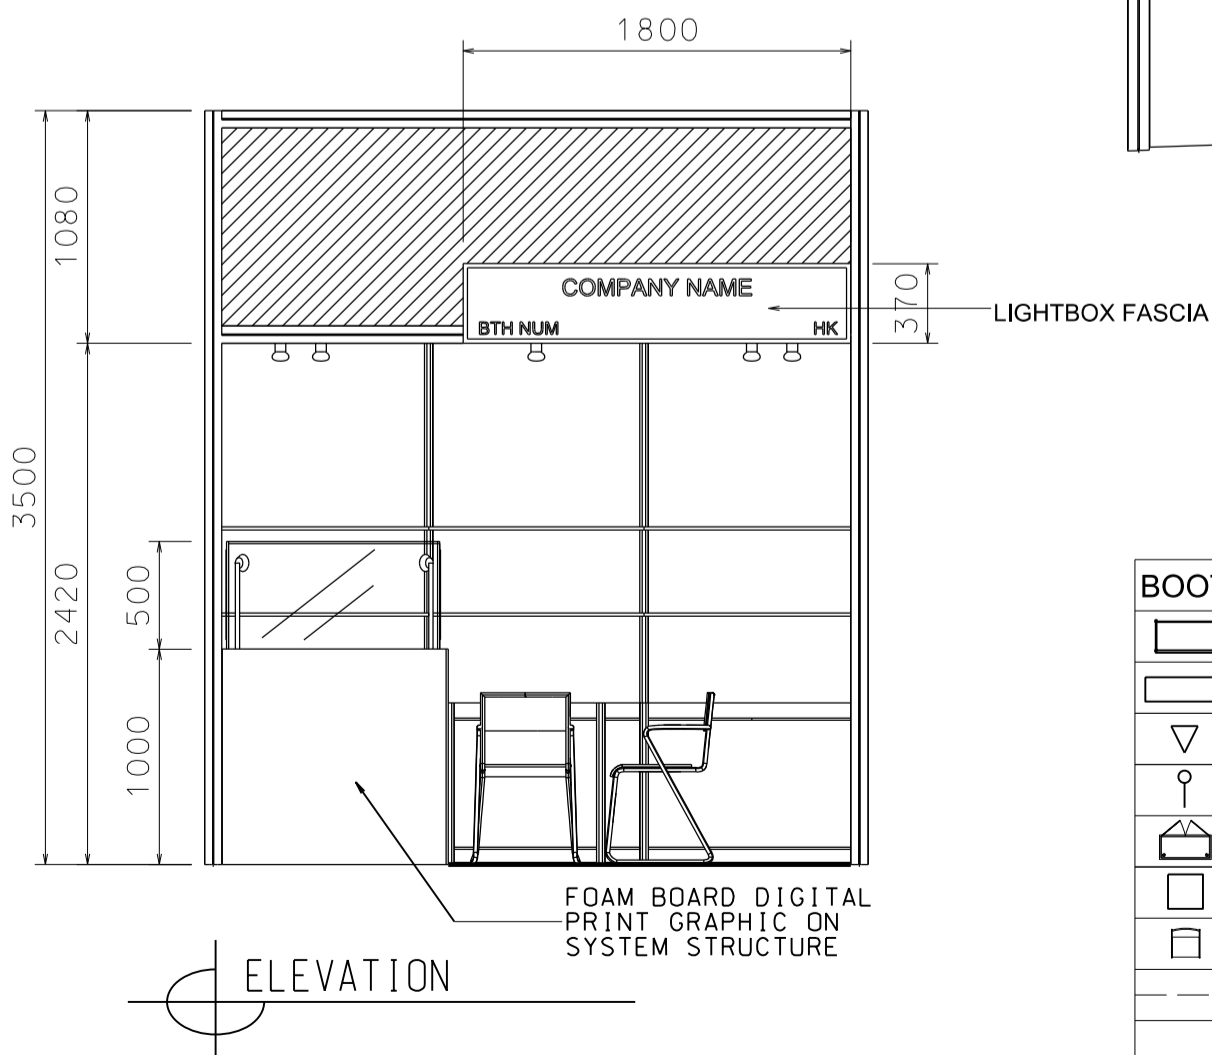 1800
1080
COMPANY NAME
BTH NUM
HK
370
LIGHTBOX FASCIA
3500
2420
500
1000
BOO
FOAM BOARD DIGITAL
PRINT GRAPHIC ON
SYSTEM STRUCTURE
ELEVATION